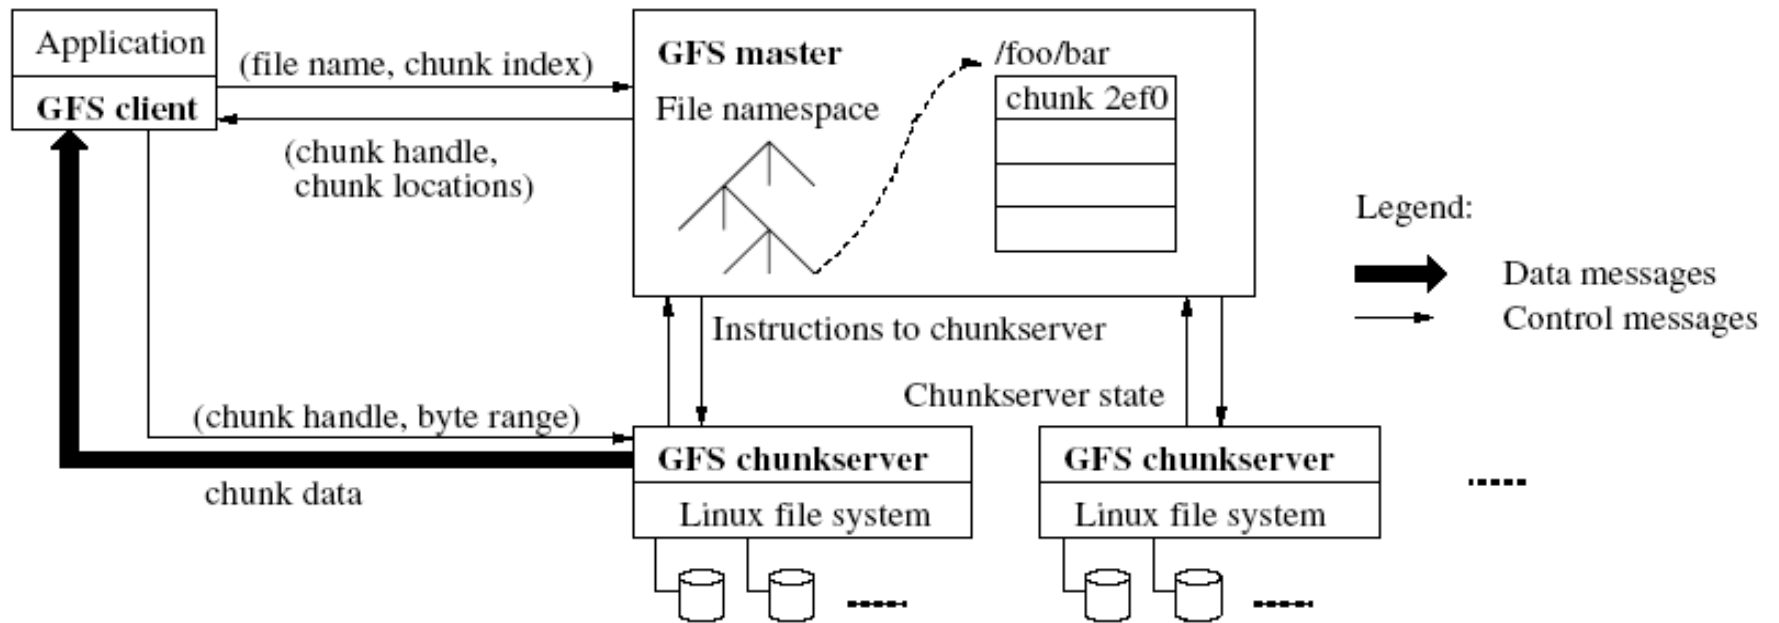 Application
GFS client
(file name, chunk index)
(chunk handle,
chunk locations)
GFS master
File namespace
/foo/bar
chunk 2ef0
Legend:
Data messages
Control messages
Instructions to chunkserver
Chunkserver state
(chunk handle, byte range)
chunk data
GFS chunkserver
Linux file system
GFS chunkserver
Linux file system